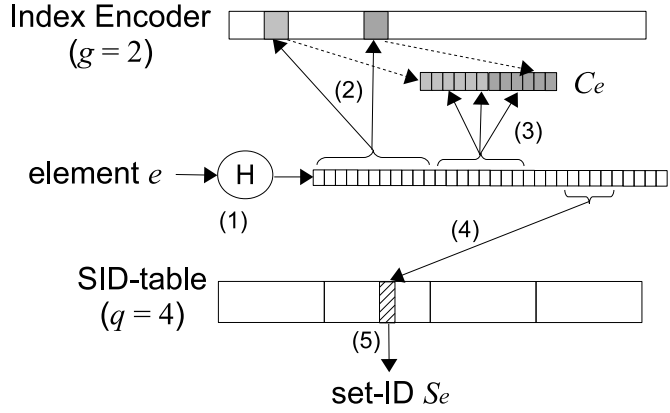 Index Encoder
(g = 2)
Ce
(2)
(3)
element e
H
(1)
(4)
SID-table
(q = 4)
(5)
set-ID Se